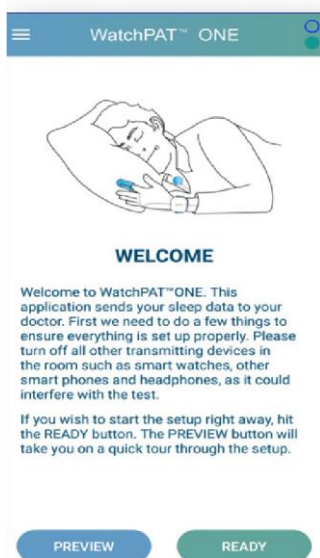 WatchPAT™ ONE
WELCOME
Welcome to WatchPAT™ONE. This
application sends your sleep data to your
doctor. First we need to do a few things to
ensure everything is set up properly. Please
turn off all other transmitting devices in
the room such as smart watches, other
smart phones and headphones, as it could
interfere with the test.
If you wish to start the setup right away, hit
the READY button. The PREVIEW button will
take you on a quick tour through the setup.
PREVIEW
READY